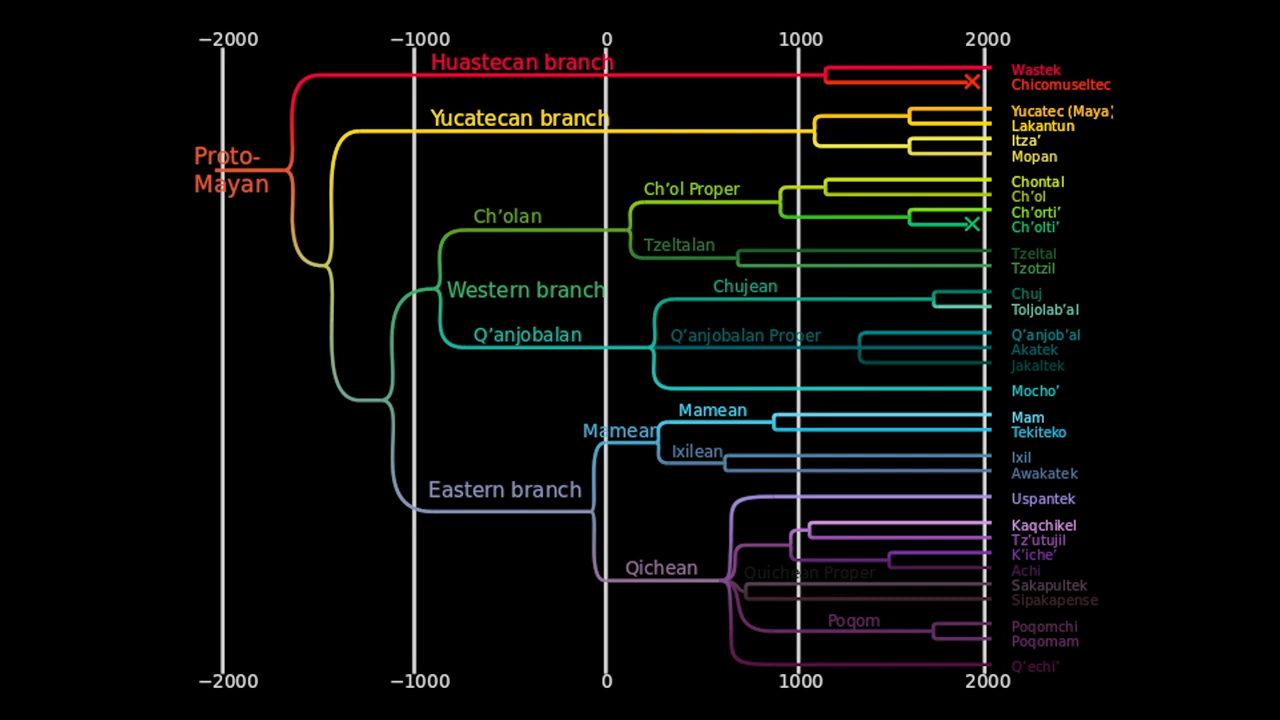 −2000 −1000 0 1000 2000
Huastecan branch
Wastek
Chicomuseltec
Yucatecan branch
Yucatec (Maya)
Lakantun
Itza’
Mopan
Proto-
Mayan
Ch’olan
Ch’ol Proper
Chontal
Ch’ol
Ch’orti’
Ch’olti’
Tzeltalan
Tzeltal
Tzotzil
Western branch
Chujean
Chuj
Toljolab’al
Q’anjobalan
Q’anjobalan Proper
Q’anjob’al
Akatek
Jakaltek
Mocho’
Mamean
Mamean
Mam
Tekiteko
Ixilean
Ixil
Awakatek
Eastern branch
Uspantek
Kaqchikel
Tz’utujil
K’iche’
Achi
Qichean
Quichean Proper
Sakapultek
Sipakapense
Poqom
Poqomchi
Poqomam
Q’echi’
−2000 −1000 0 1000 2000